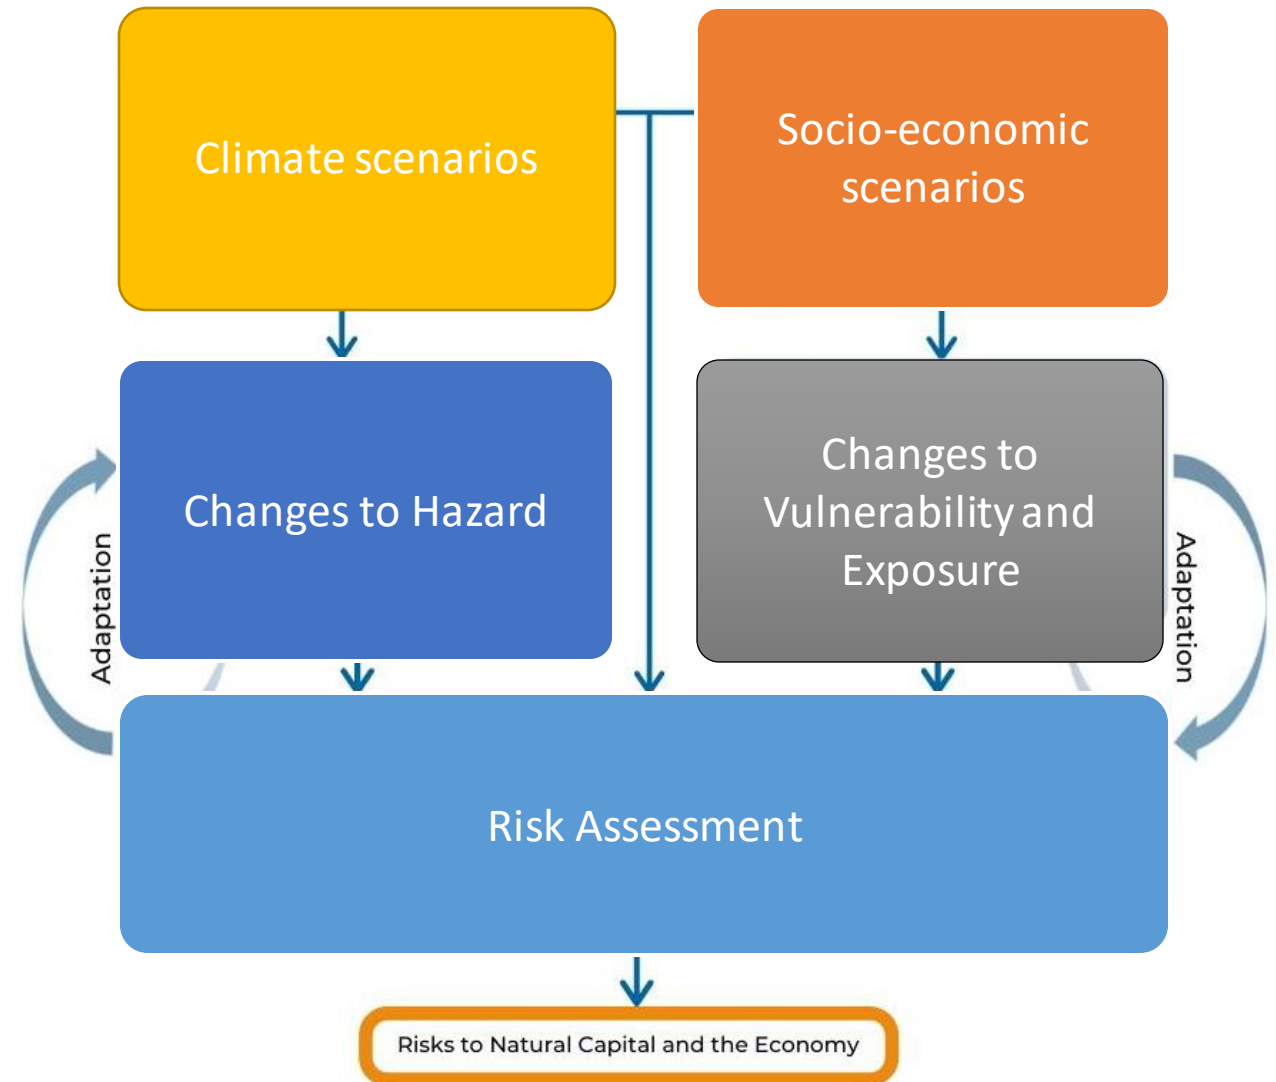 Climate scenarios
Socio-economic
scenarios
Changes to Hazard
Changes to
Vulnerability and
Exposure
Adaptation
Adaptation
Risk Assessment
Risks to Natural Capital and the Economy